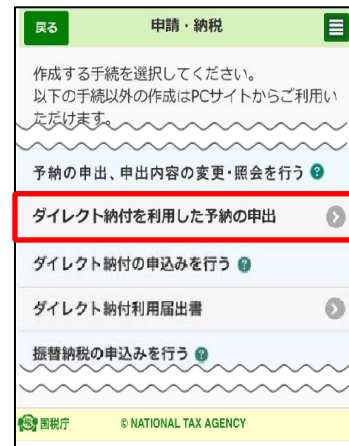 戻る
申請・納税
作成する手続を選択してください。
以下の手続以外の作成はPCサイトからご利用い
ただけます。
予納の申出、申出内容の変更・照会を行う ?
ダイレクト納付を利用した予納の申出
ダイレクト納付の申込みを行う ?
ダイレクト納付利用届出書
振替納税の申込みを行う ?
国税庁
© NATIONAL TAX AGENCY